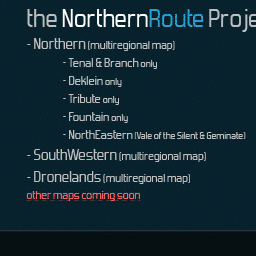 the NorthernRoute Proje
- Northern (multiregional map)
- Tenal & Branch only
- Deklein only
- Tribute only
- Fountain only
- NorthEastern (Vale of the Silent & Geminate)
- SouthWestern (multiregional map)
- Dronelands (multiregional map)
other maps coming soon